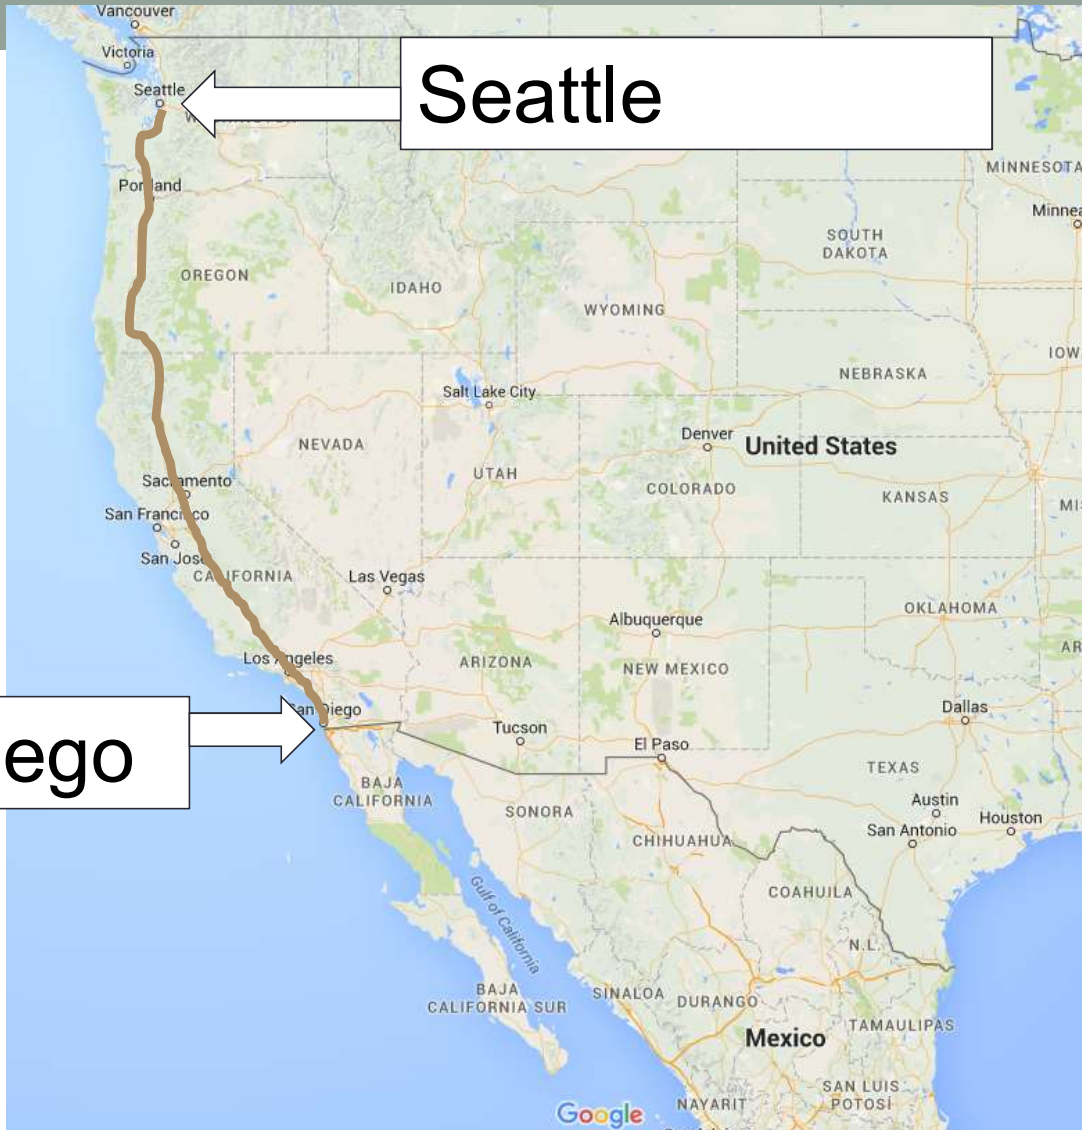 Vancouver
Victoria
Seattle
Seattle
MINNESOTA
Portland
Minnea
SOUTH
DAKOTA
OREGON
IDAHO
WYOMING
IOW
NEBRASKA
Salt Lake City
Denver
United States
NEVADA
UTAH
COLORADO
KANSAS
Sacramento
MIS
San Francisco
San Jose
CALIFORNIA
Las Vegas
OKLAHOMA
Albuquerque
AR
Los Angeles
ARIZONA
NEW MEXICO
San Diego
ego
Dallas
Tucson
El Paso
TEXAS
BAJA
CALIFORNIA
SONORA
Austin
Houston
San Antonio
CHIHUAHUA
COAHUILA
Gulf of California
N.L.
BAJA
CALIFORNIA SUR
SINALOA
DURANGO
Mexico
TAMAULIPAS
SAN LUIS
POTOSÍ
NAYARIT
Google